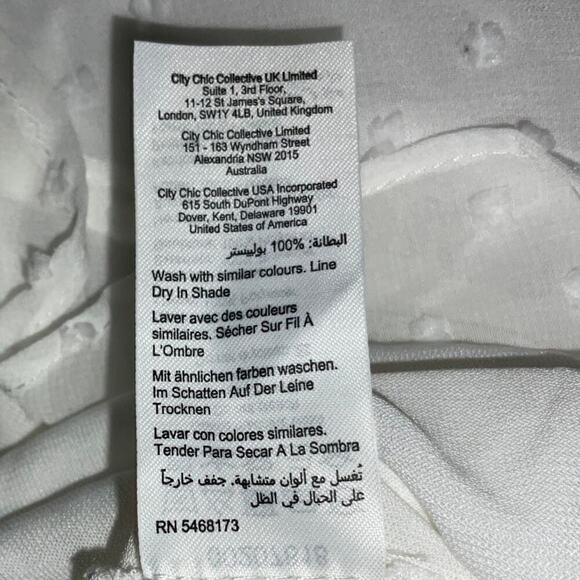 City Chic Collective UK Limited
Suite 1, 3rd Floor,
11-12 St James's Square,
London, SW1Y 4LB, United Kingdom
City Chic Collective Limited
151 - 163 Wyndham Street
Alexandria NSW 2015
Australia
City Chic Collective USA Incorporated
615 South DuPont Highway
Dover, Kent, Delaware 19901
United States of America
البطانة: 100% بوليستر
Wash with similar colours. Line
Dry In Shade
Laver avec des couleurs
similaires. Sécher Sur Fil À
L'Ombre
Mit ähnlichen farben waschen.
Im Schatten Auf Der Leine
Trocknen
Lavar con colores similares.
Tender Para Secar A La Sombra
تُغسل مع ألوان متشابهة. جفف خارجاً
على الحبال في الظل
RN 5468173